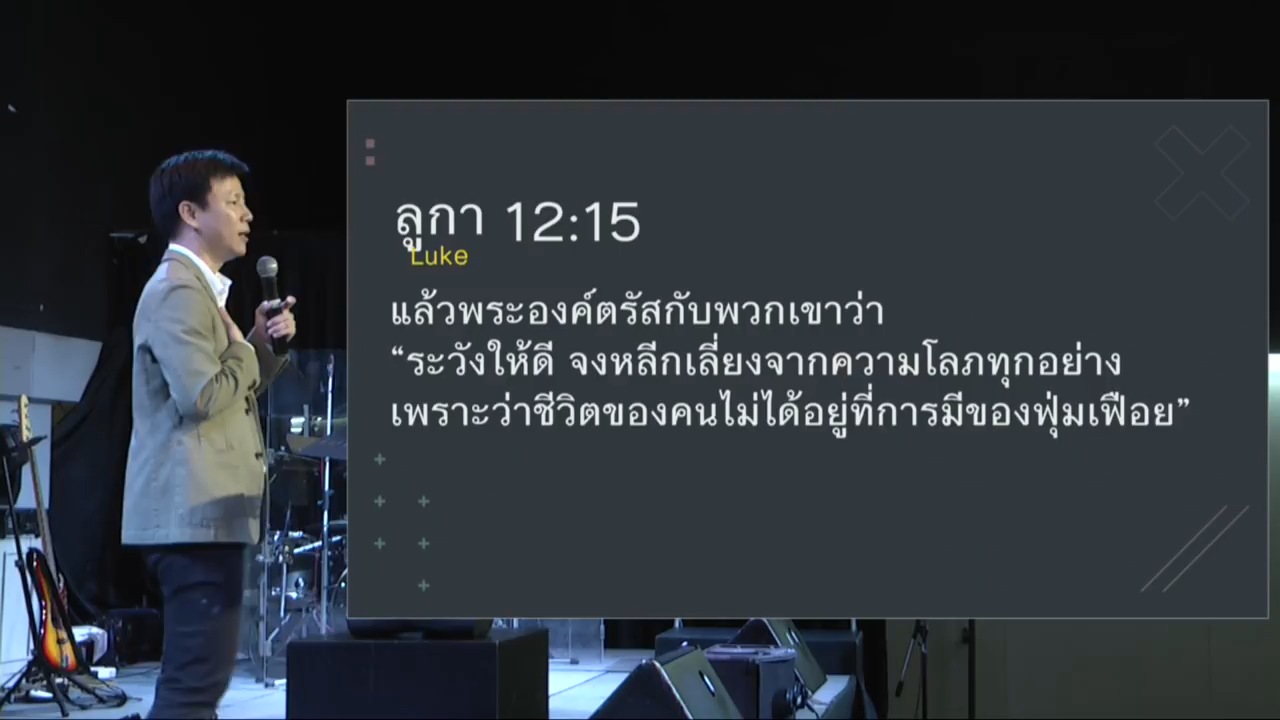 ลูกา 12:15
Luke
แล้วพระองค์ตรัสกับพวกเขาว่า
“ระวังให้ดี จงหลีกเลี่ยงจากความโลภทุกอย่าง
เพราะว่าชีวิตของคนไม่ได้อยู่ที่การมีของฟุ่มเฟือย”